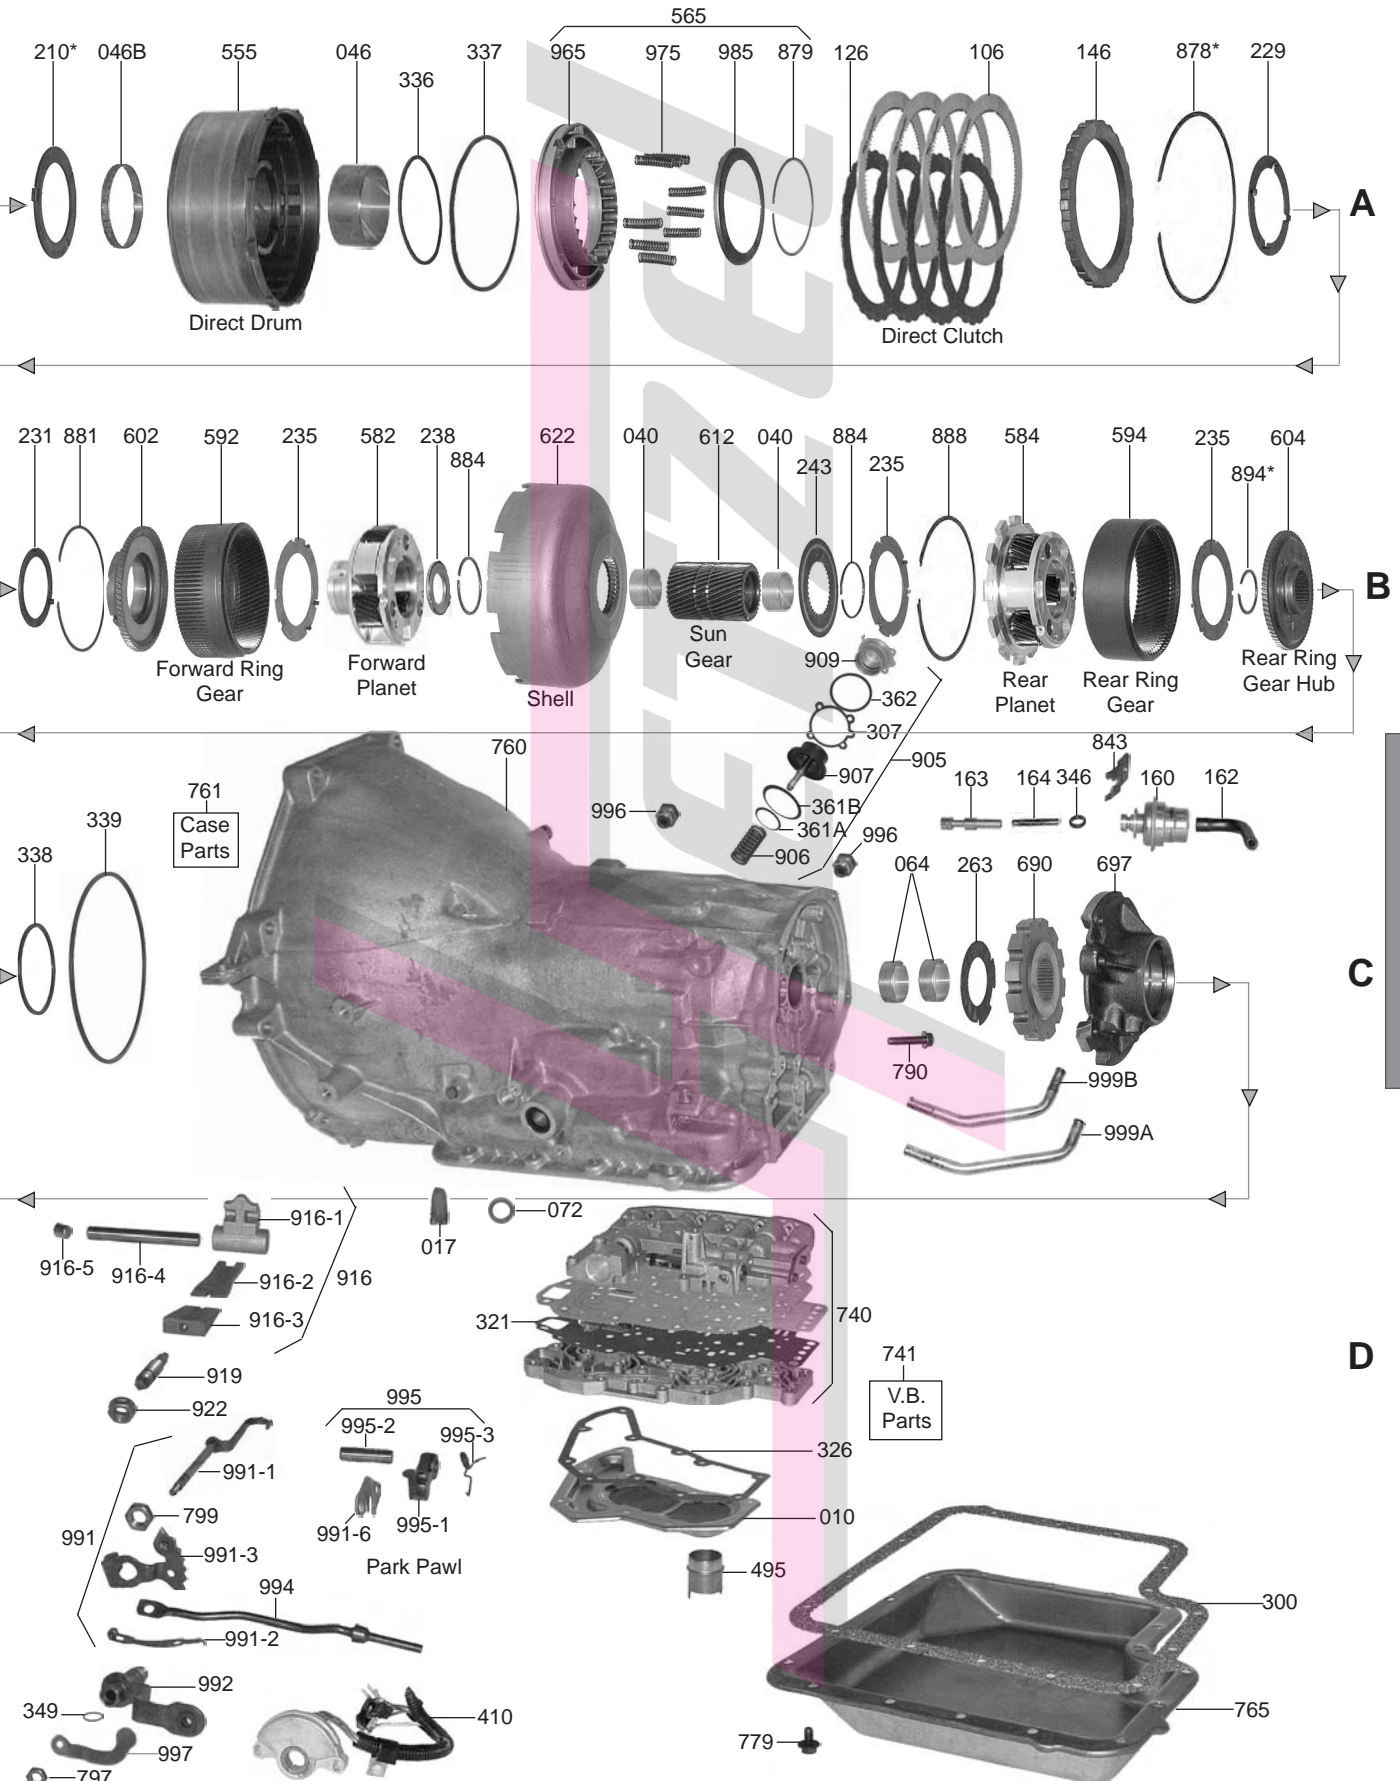 565
210* 046B 555 046 337 965 975 985 879 126 106 146 878* 229
336
A
Direct Drum
Direct Clutch
231 881 602 592 235 582 238 622 040 612 040 884 888 584 594 235 604
884 243 235 894*
B
Sun
Gear
Forward Ring
Gear
Forward
Planet
Shell
909
362
307
907
905
361B
361A
906
Rear
Planet
Rear Ring
Gear
Rear Ring
Gear Hub
760
761
Case
Parts
996
996
843
163 164 346 160 162
339
338
064 263 690 697
C
790
999B
999A
916-1
916-5 916-4
916-2
916
916-3
017
072
321
740
741
V.B.
Parts
D
919
922
995
995-2 995-3
991-1
326
799
991-6 995-1
010
991
991-3
Park Pawl
495
994
300
991-2
992
349
410
765
997
779
797